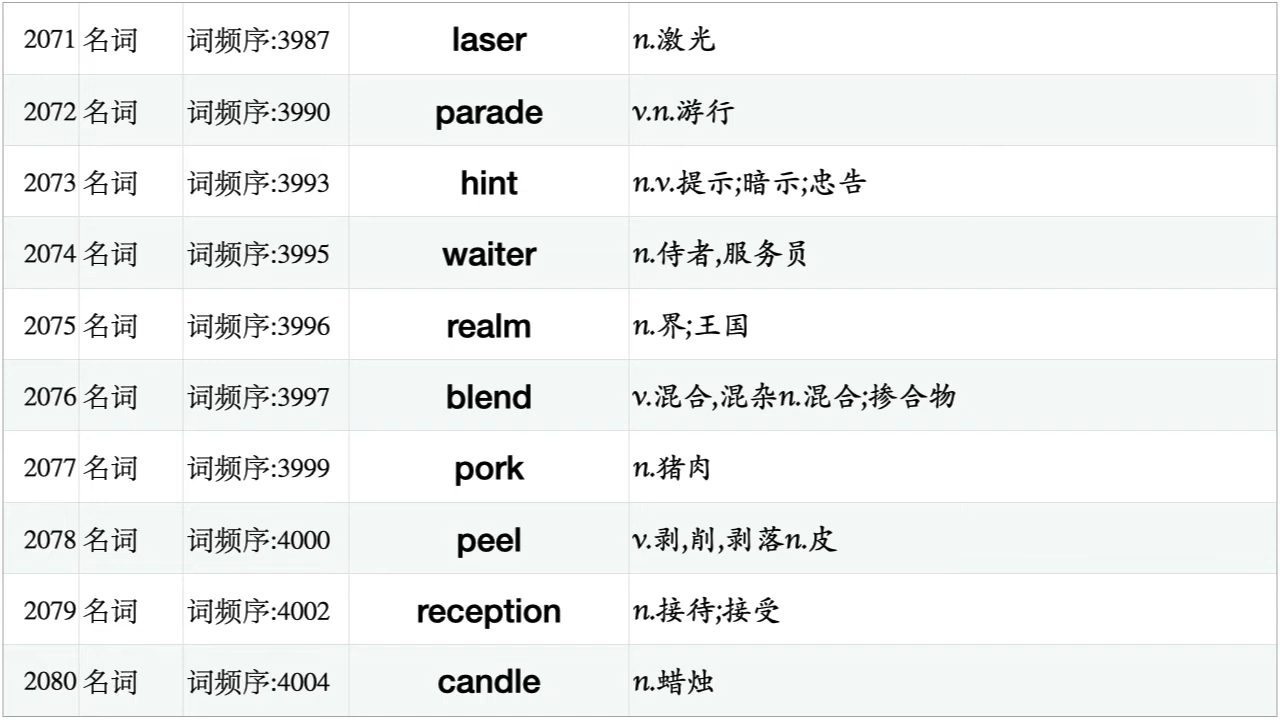 2071 名词 词频序:3987 laser n.激光
2072 名词 词频序:3990 parade v.n.游行
2073 名词 词频序:3993 hint n.v.提示;暗示;忠告
2074 名词 词频序:3995 waiter n.侍者,服务员
2075 名词 词频序:3996 realm n.界;王国
2076 名词 词频序:3997 blend v.混合,混杂n.混合;掺合物
2077 名词 词频序:3999 pork n.猪肉
2078 名词 词频序:4000 peel v.剥,削,剥落n.皮
2079 名词 词频序:4002 reception n.接待;接受
2080 名词 词频序:4004 candle n.蜡烛